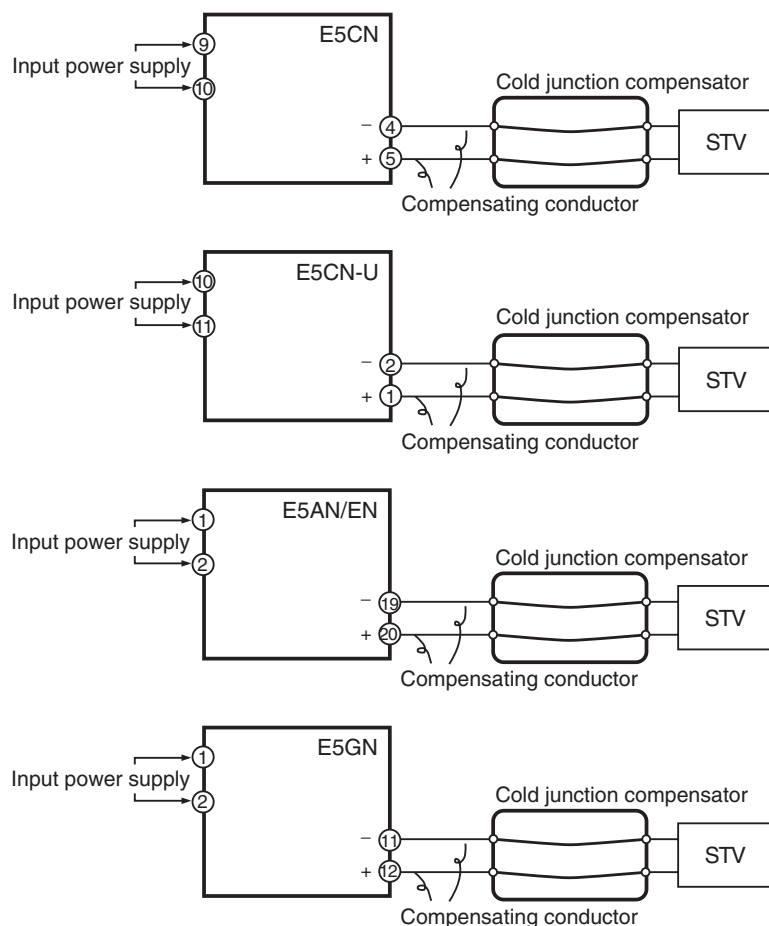 E5CN
9
Input power supply
10
Cold junction compensator
− 4
STV
+ 5
Compensating conductor
E5CN-U
10
Input power supply
11
Cold junction compensator
− 2
STV
+ 1
Compensating conductor
E5AN/EN
1
Input power supply
2
Cold junction compensator
− 19
STV
+ 20
Compensating conductor
E5GN
1
Input power supply
2
Cold junction compensator
− 11
STV
+ 12
Compensating conductor